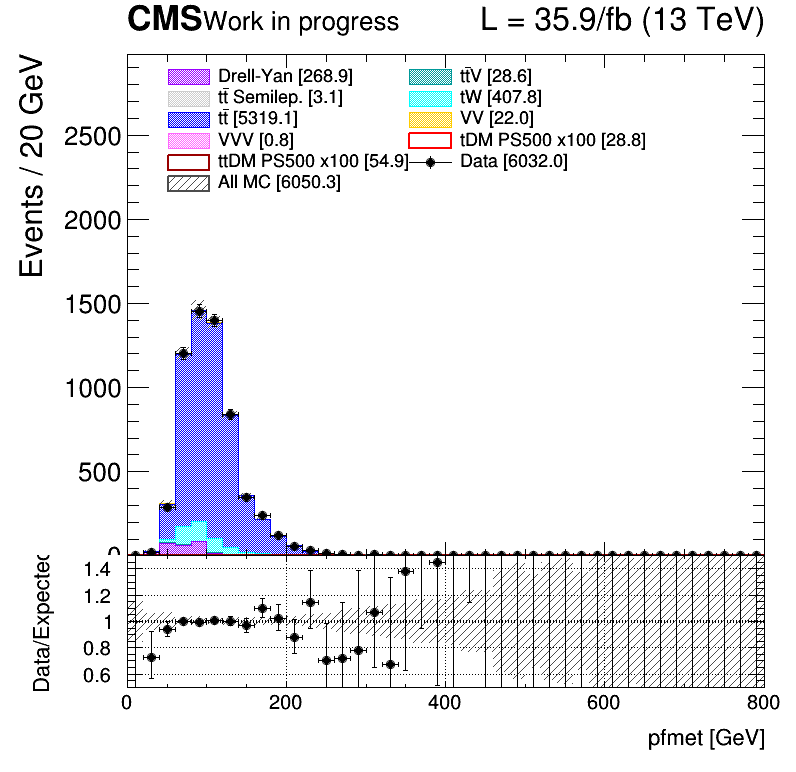 CMS Work in progress L = 35.9/fb (13 TeV)
Events / 20 GeV
Drell-Yan [268.9] tt̄V [28.6]
tt̄ Semilep. [3.1] tW [407.8]
tt̄ [5319.1] VV [22.0]
VVV [0.8] tDM PS500 x100 [28.8]
ttDM PS500 x100 [54.9] Data [6032.0]
All MC [6050.3]
2500
2000
1500
1000
500
0
Data/Expected
1.4
1.2
1
0.8
0.6
0 200 400 600 800
pfmet [GeV]